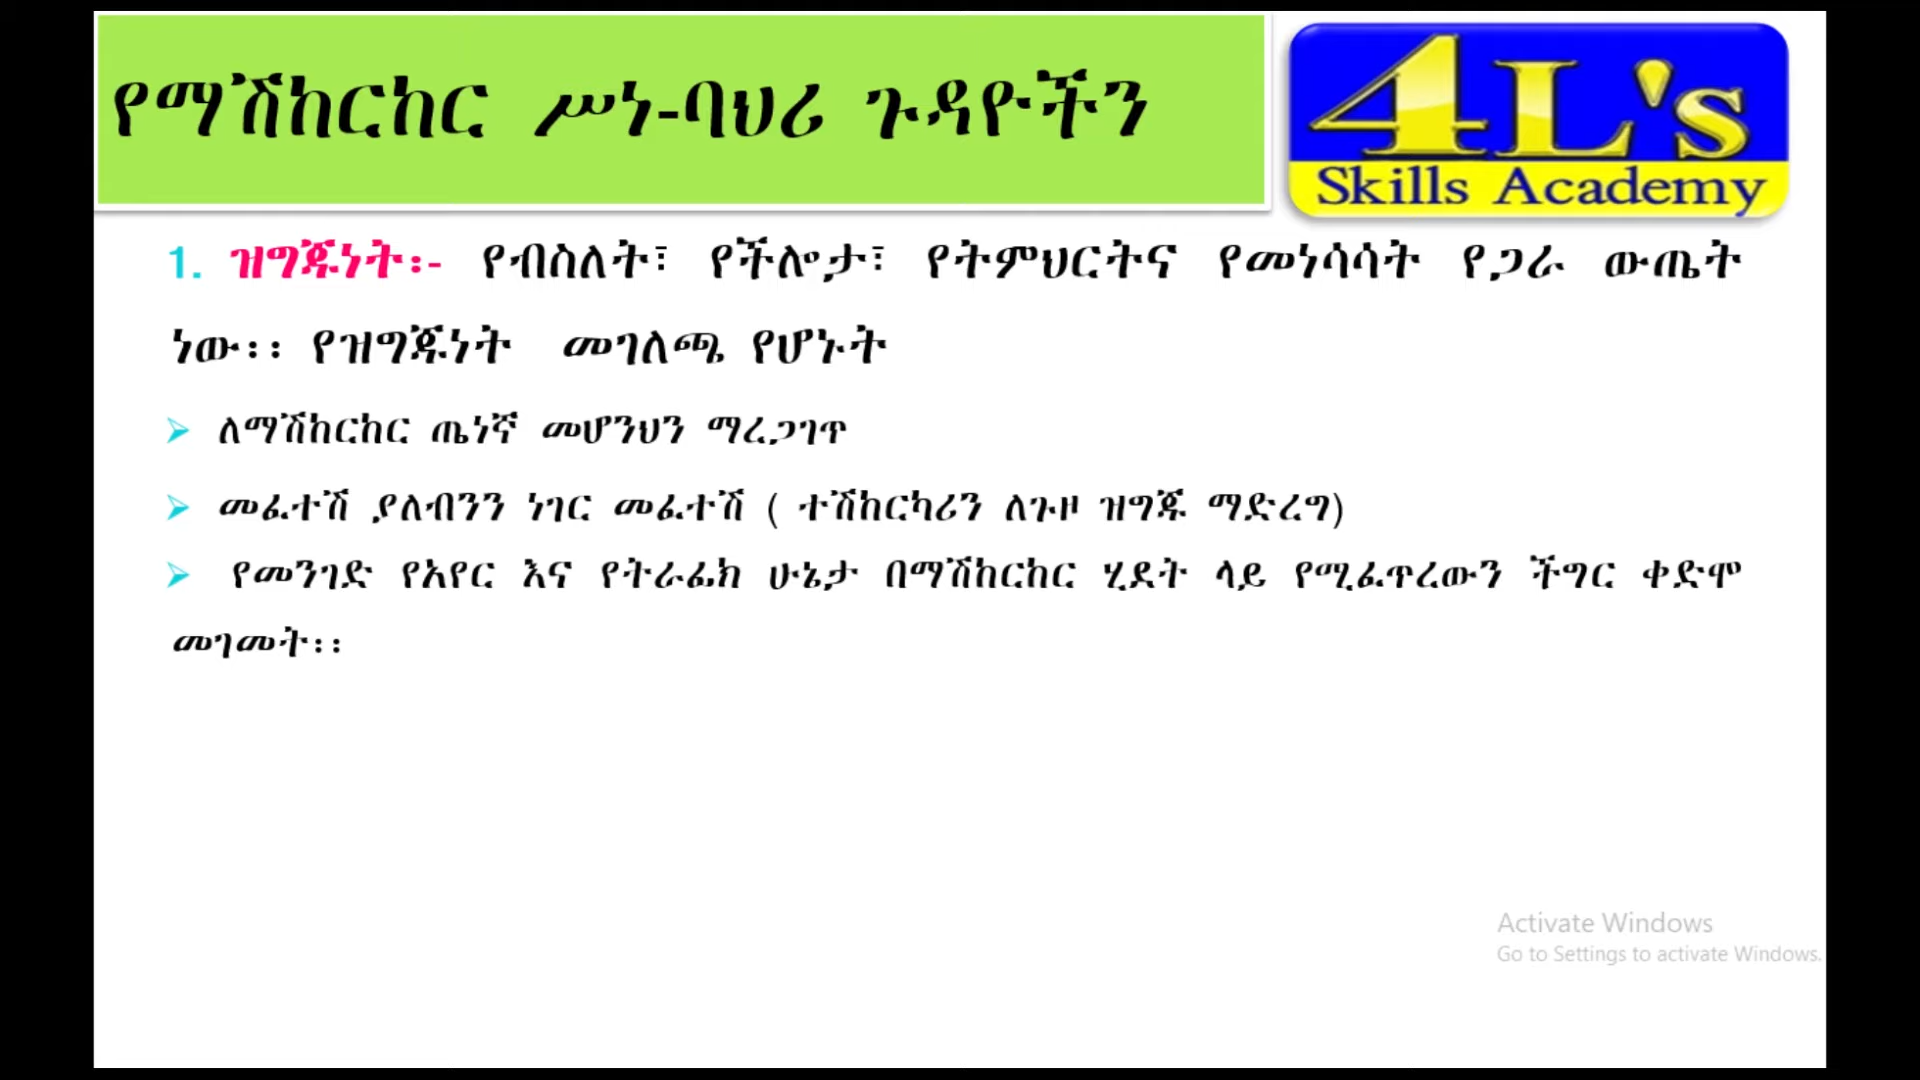 የማሽከርከር ሥነ-ባህሪ ጉዳዮችን
4L's
Skills Academy
1. ዝግጁነት፡- የብስለት፣ የችሎታ፣ የትምህርትና የመነሳሳት የጋራ ውጤት
ነው፡፡ የዝግጁነት መገለጫ የሆኑት
➢ ለማሽከርከር ጤነኛ መሆንህን ማረጋገጥ
➢ መፈተሽ ያለብንን ነገር መፈተሽ ( ተሽከርካሪን ለጉዞ ዝግጁ ማድረግ)
➢ የመንገድ የአየር እና የትራፊክ ሁኔታ በማሽከርከር ሂደት ላይ የሚፈጥረውን ችግር ቀድሞ
መገመት፡፡
Activate Windows
Go to Settings to activate Windows.